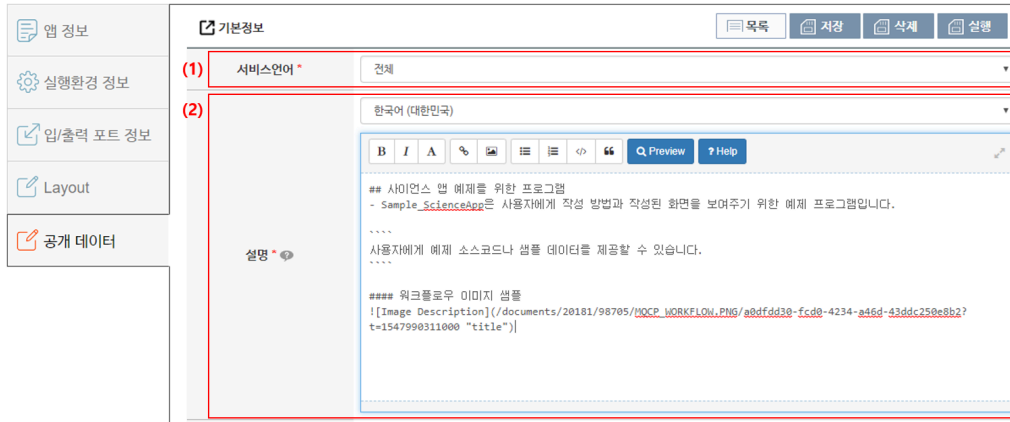 앱 정보
실행환경 정보
입/출력 포트 정보
Layout
공개 데이터
기본정보
목록 저장 삭제 실행
(1) 서비스언어 * 전체
(2) 한국어 (대한민국)
B I A </> Preview ? Help
설명 * ?
## 사이언스 앱 예제를 위한 프로그램
- Sample_ScienceApp은 사용자에게 작성 방법과 작성된 화면을 보여주기 위한 예제 프로그램입니다.
````
사용자에게 예제 소스코드나 샘플 데이터를 제공할 수 있습니다.
````
#### 워크플로우 이미지 샘플
![Image Description](/documents/20181/98705/MQCP_WORKFLOW.PNG/a0dfdd30-fcd0-4234-a46d-43ddc250e8b2?
t=1547990311000 "title")